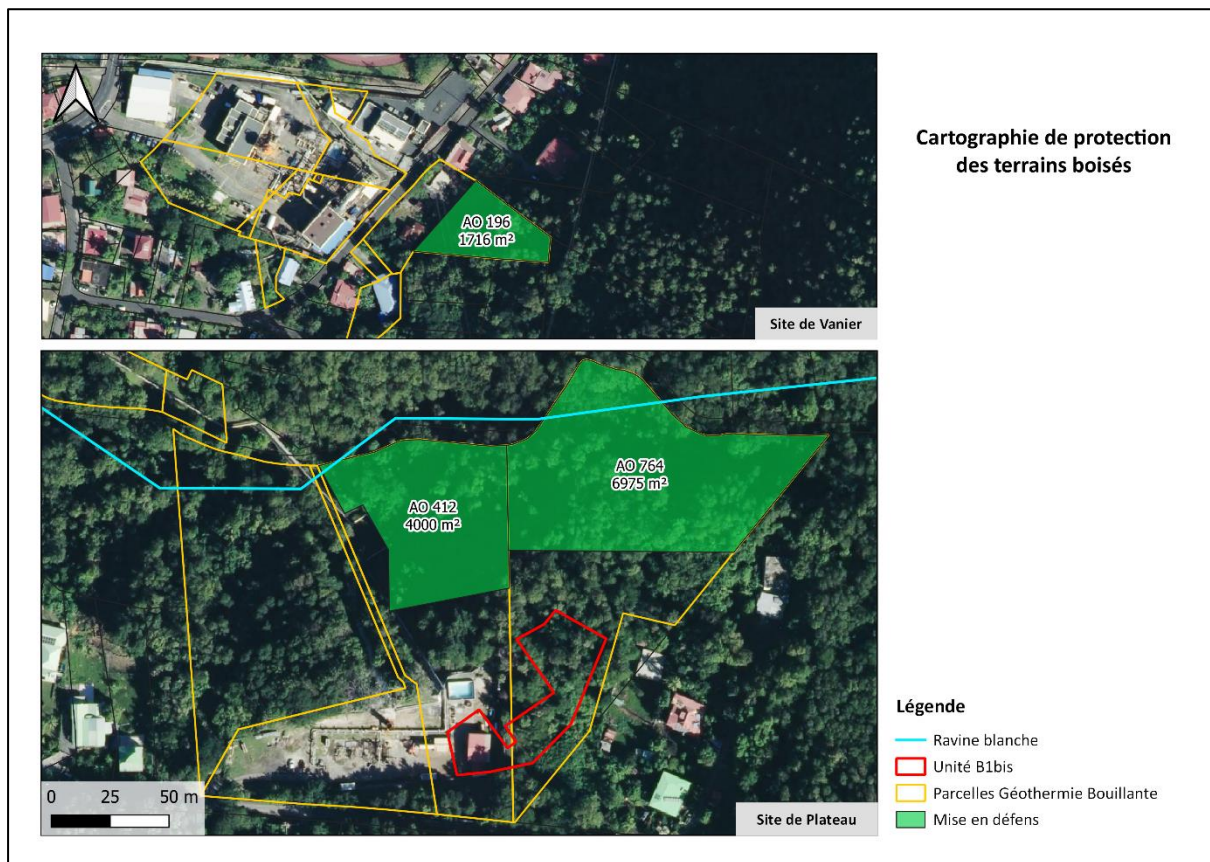 Cartographie de protection
des terrains boisés
AO 196
1716 m²
Site de Vanier
AO 764
6975 m²
AO 412
4000 m²
0 25 50 m
Site de Plateau
Légende
Ravine blanche
Unité B1bis
Parcelles Géothermie Bouillante
Mise en défens